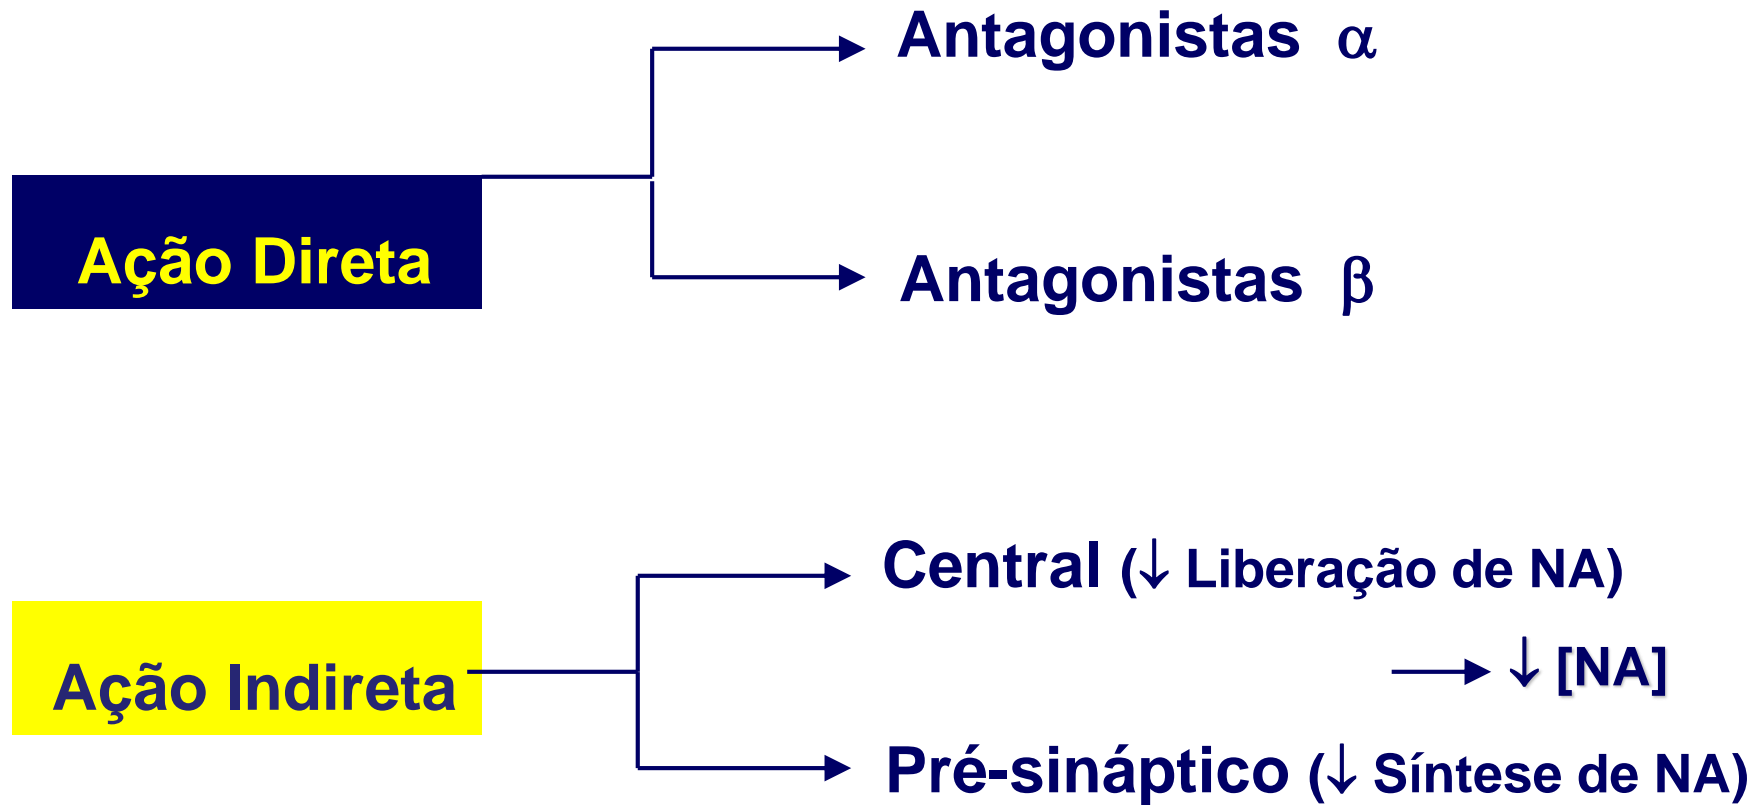 Antagonistas α
Ação Direta
Antagonistas β
Central (↓ Liberação de NA)
↓ [NA]
Ação Indireta
Pré-sináptico (↓ Síntese de NA)